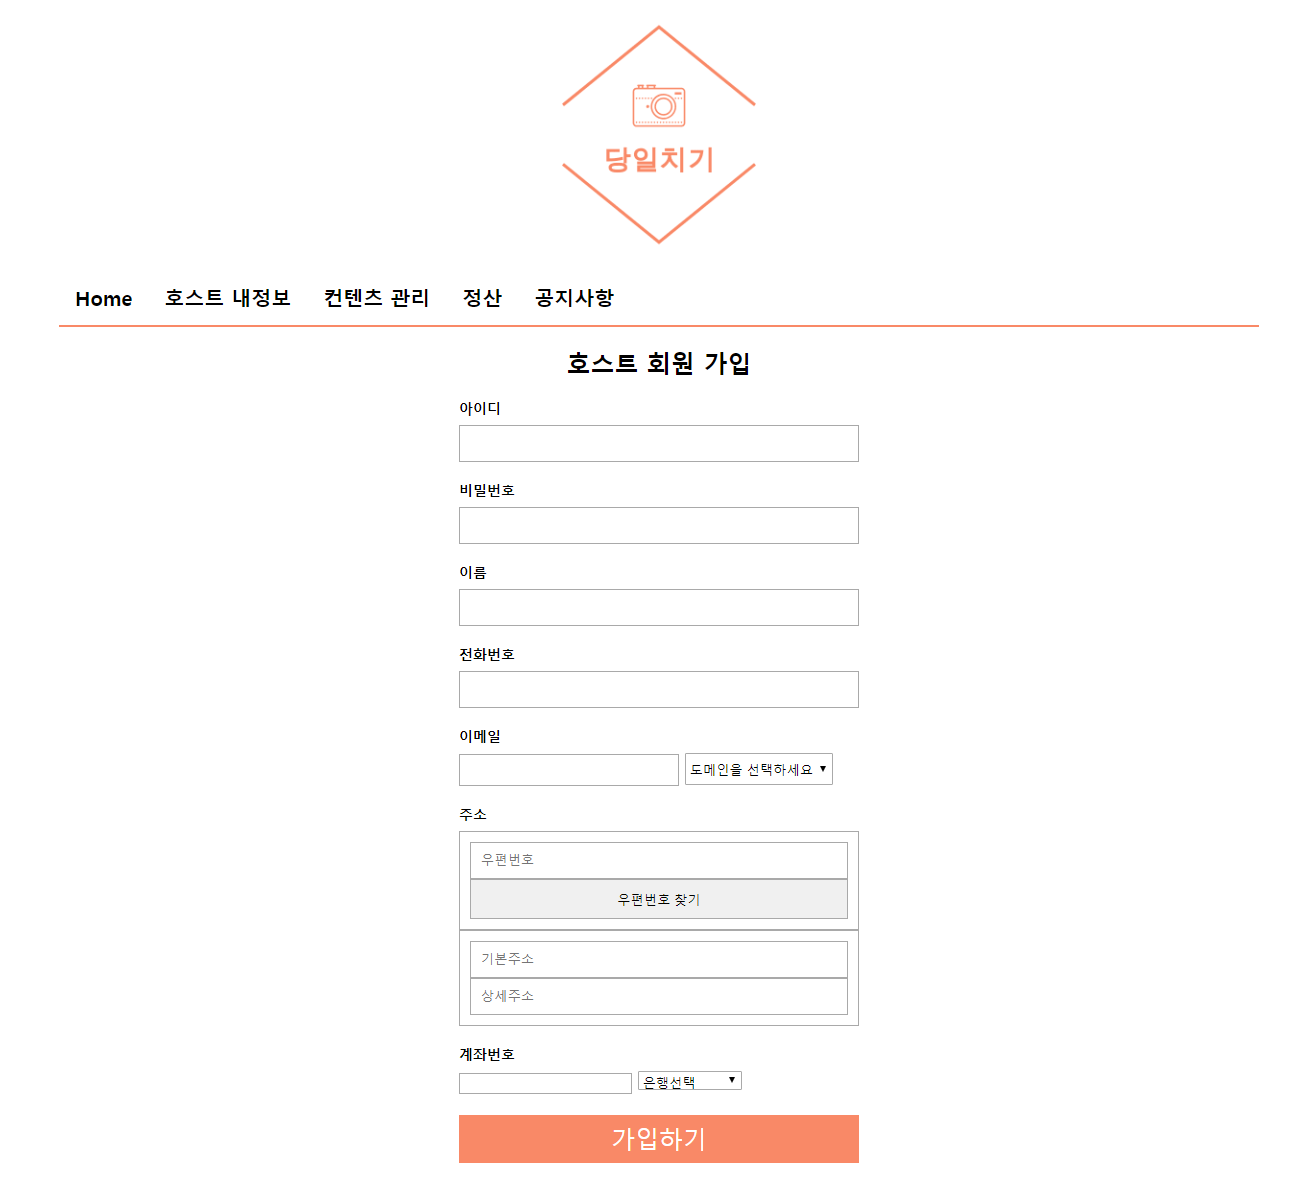 당일치기
Home 호스트 내정보 컨텐츠 관리 정산 공지사항
호스트 회원 가입
아이디
비밀번호
이름
전화번호
이메일
도메인을 선택하세요
주소
우편번호
우편번호 찾기
기본주소
상세주소
계좌번호
은행선택
가입하기